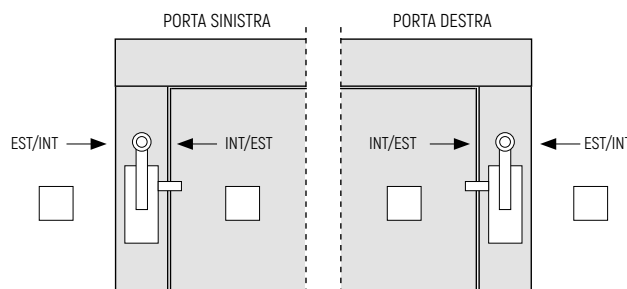 PORTA SINISTRA
PORTA DESTRA
EST/INT
INT/EST
INT/EST
EST/INT